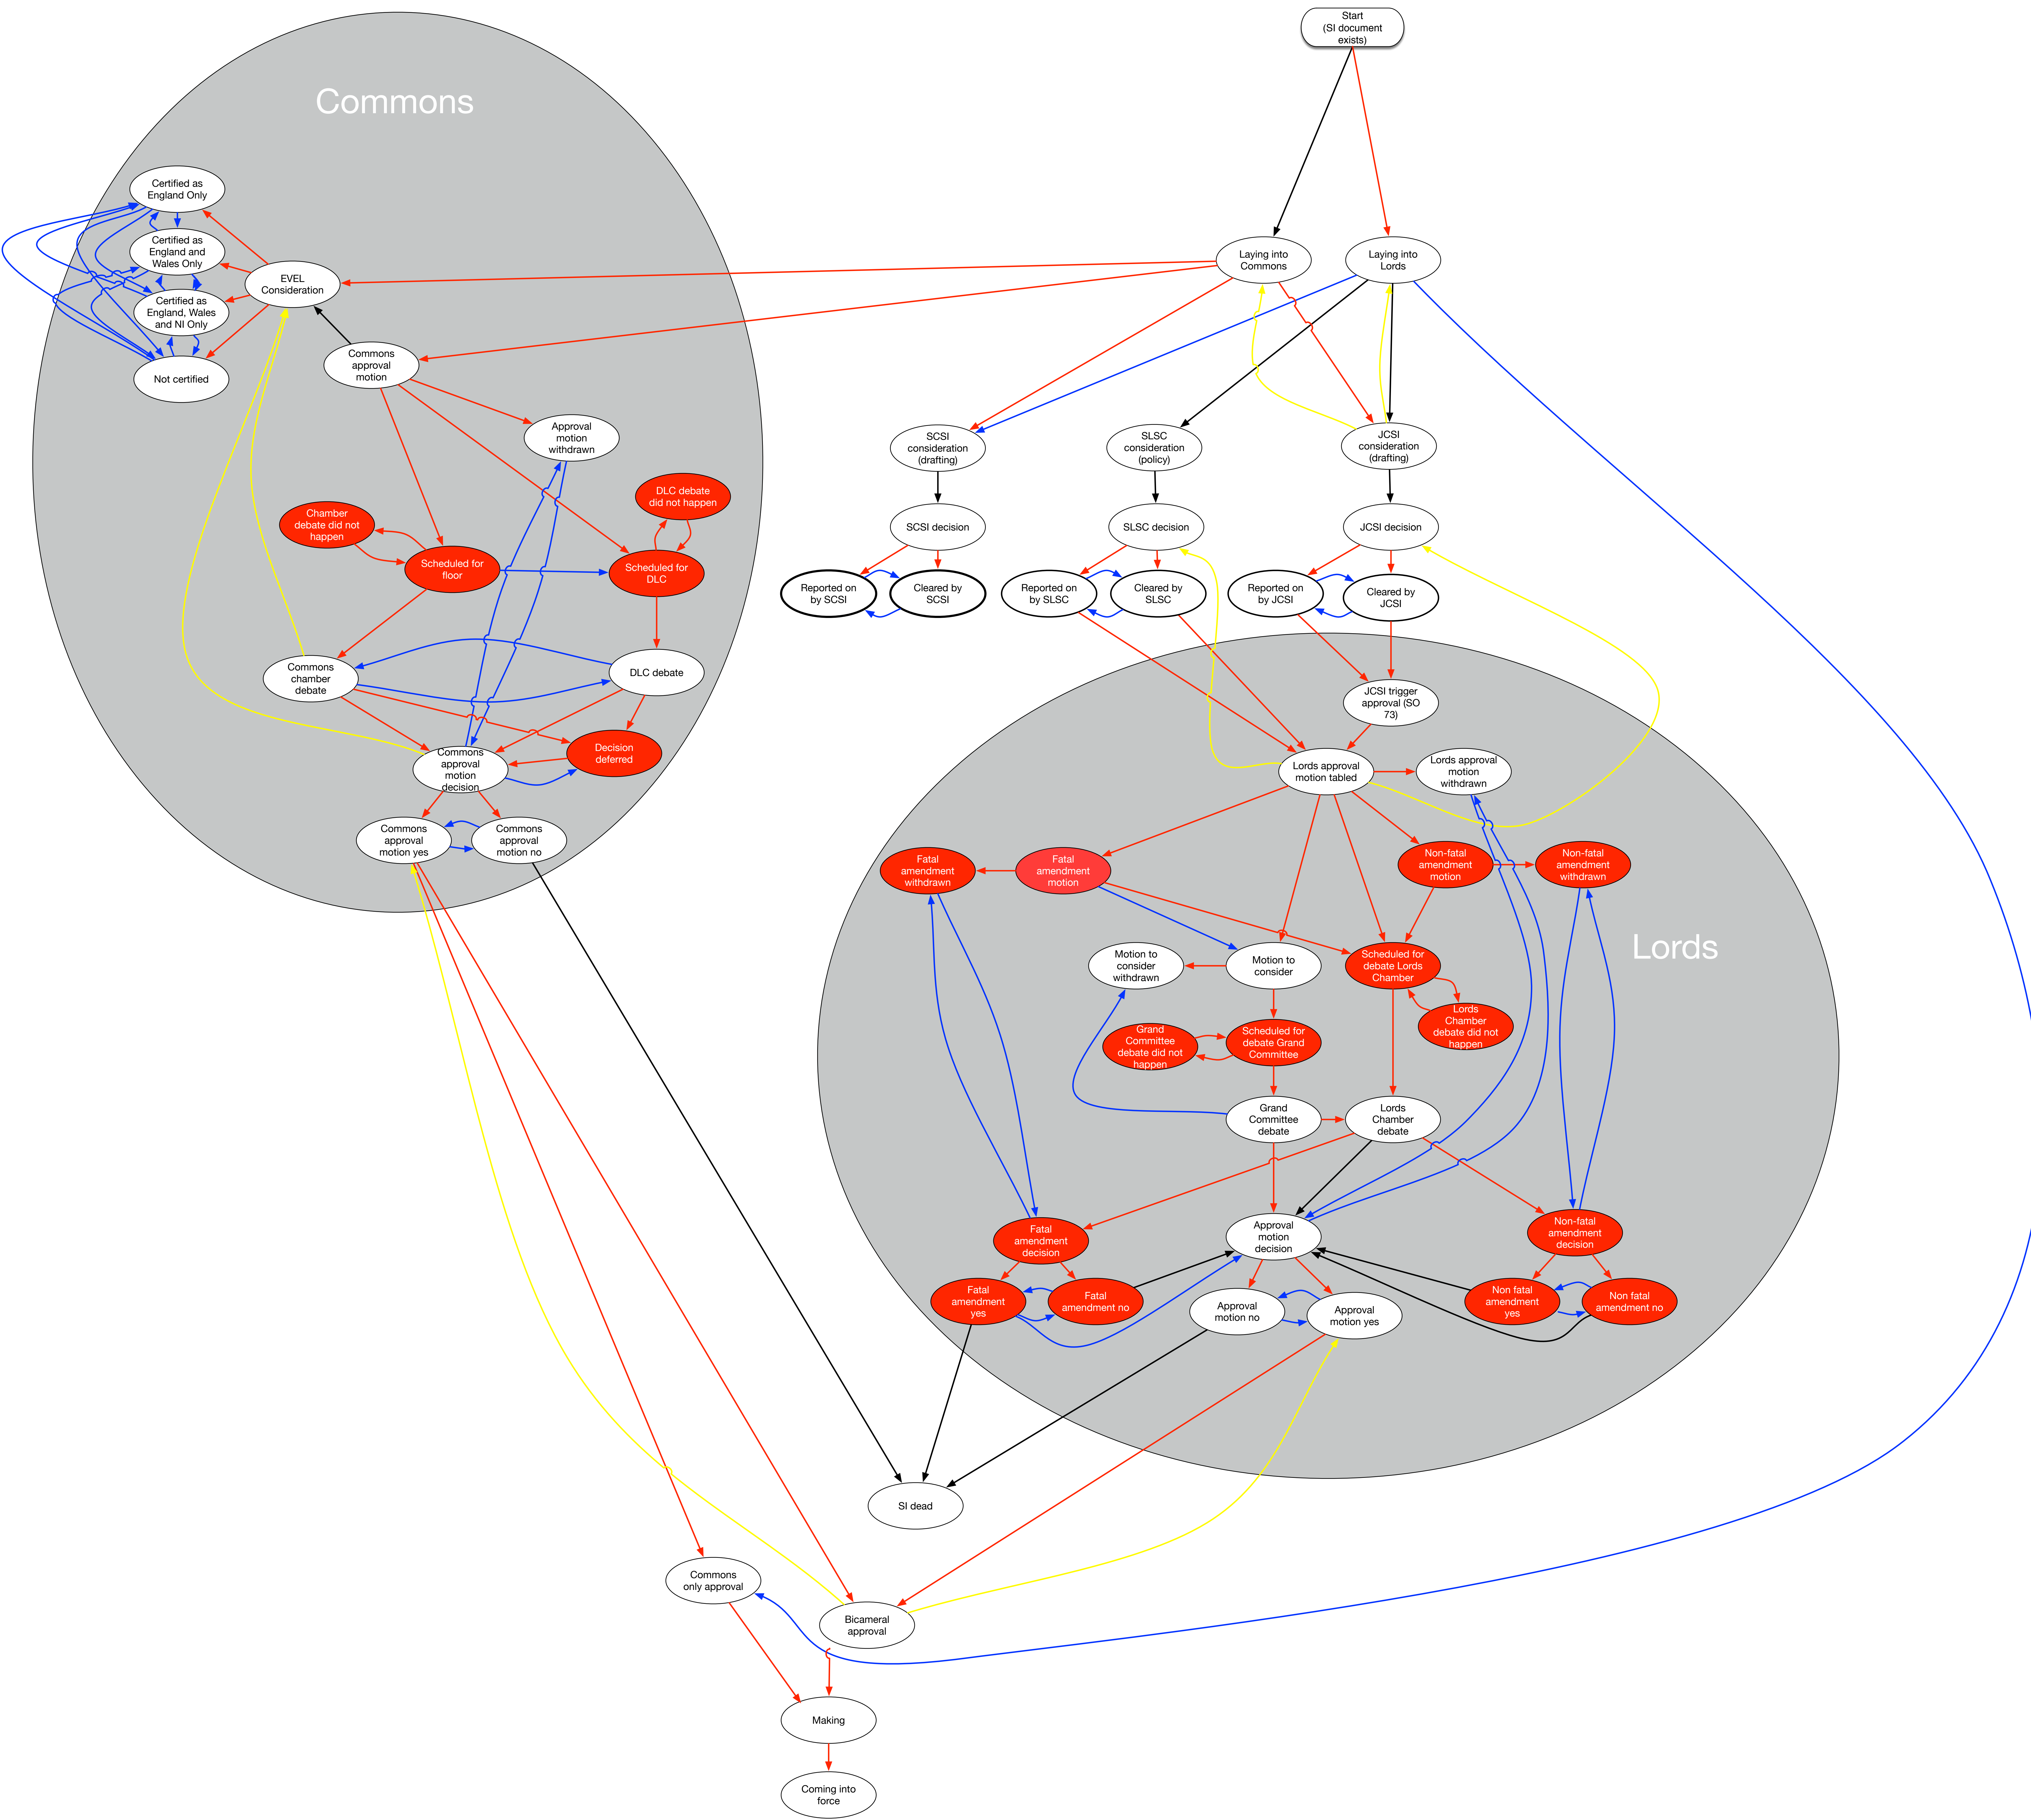 Start
(SI document
exists)
Commons
Certified as
England Only
Certified as
England and
Wales Only
EVEL
Consideration
Certified as
England, Wales
and NI Only
Not certified
Laying into
Commons
Laying into
Lords
Commons
approval
motion
Approval
motion
withdrawn
SCSI
consideration
(drafting)
SLSC
consideration
(policy)
JCSI
consideration
(drafting)
DLC debate
did not happen
Chamber
debate did not
happen
SCSI decision
SLSC decision
JCSI decision
Scheduled for
floor
Scheduled for
DLC
Reported on
by SCSI
Cleared by
SCSI
Reported on
by SLSC
Cleared by
SLSC
Reported on
by JCSI
Cleared by
JCSI
Commons
chamber
debate
DLC debate
JCSI trigger
approval (SO
73)
Commons
approval
motion
decision
Decision
deferred
Lords approval
motion tabled
Lords approval
motion
withdrawn
Commons
approval
motion yes
Commons
approval
motion no
Fatal
amendment
withdrawn
Fatal
amendment
motion
Non-fatal
amendment
motion
Non-fatal
amendment
withdrawn
Lords
Motion to
consider
withdrawn
Motion to
consider
Scheduled for
debate Lords
Chamber
Grand
Committee
debate did not
happen
Scheduled for
debate Grand
Committee
Lords
Chamber
debate did not
happen
Grand
Committee
debate
Lords
Chamber
debate
Fatal
amendment
decision
Approval
motion
decision
Non-fatal
amendment
decision
Fatal
amendment
yes
Fatal
amendment no
Approval
motion no
Approval
motion yes
Non fatal
amendment
yes
Non fatal
amendment no
SI dead
Commons
only approval
Bicameral
approval
Making
Coming into
force